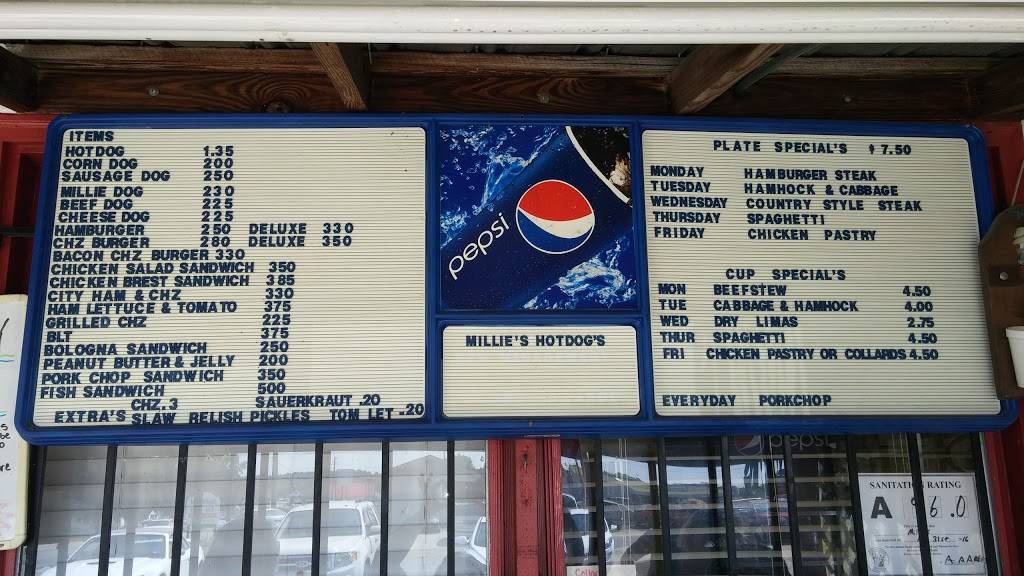 ITEMS
HOT DOG 1.35
CORN DOG 200
SAUSAGE DOG 250
MILLIE DOG 230
BEEF DOG 225
CHEESE DOG 225
HAMBURGER 250 DELUXE 330
CHZ BURGER 280 DELUXE 350
BACON CHZ BURGER 330
CHICKEN SALAD SANDWICH 350
CHICKEN BREST SANDWICH 385
CITY HAM & CHZ 330
HAM LETTUCE & TOMATO 375
GRILLED CHZ 225
BLT 375
BOLOGNA SANDWICH 250
PEANUT BUTTER & JELLY 200
PORK CHOP SANDWICH 350
FISH SANDWICH 500
CHZ.3 SAUERKRAUT .20
EXTRA'S SLAW RELISH PICKLES TOM LET .20
pepsi
MILLIE'S HOTDOG'S
PLATE SPECIAL'S $ 7.50
MONDAY HAMBURGER STEAK
TUESDAY HAMHOCK & CABBAGE
WEDNESDAY COUNTRY STYLE STEAK
THURSDAY SPAGHETTI
FRIDAY CHICKEN PASTRY
CUP SPECIAL'S
MON BEEFSTEW 4.50
TUE CABBAGE & HAMHOCK 4.00
WED DRY LIMAS 2.75
THUR SPAGHETTI 4.50
FRI CHICKEN PASTRY OR COLLARDS 4.50
EVERYDAY PORKCHOP
pepsi
SANITATION RATING
A 96.0